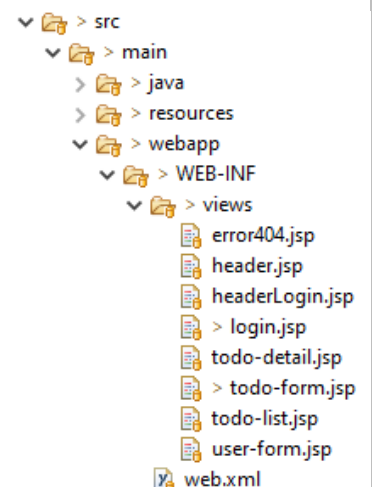 > src
> main
> java
> resources
> webapp
> WEB-INF
> views
error404.jsp
header.jsp
headerLogin.jsp
> login.jsp
todo-detail.jsp
> todo-form.jsp
todo-list.jsp
user-form.jsp
web.xml